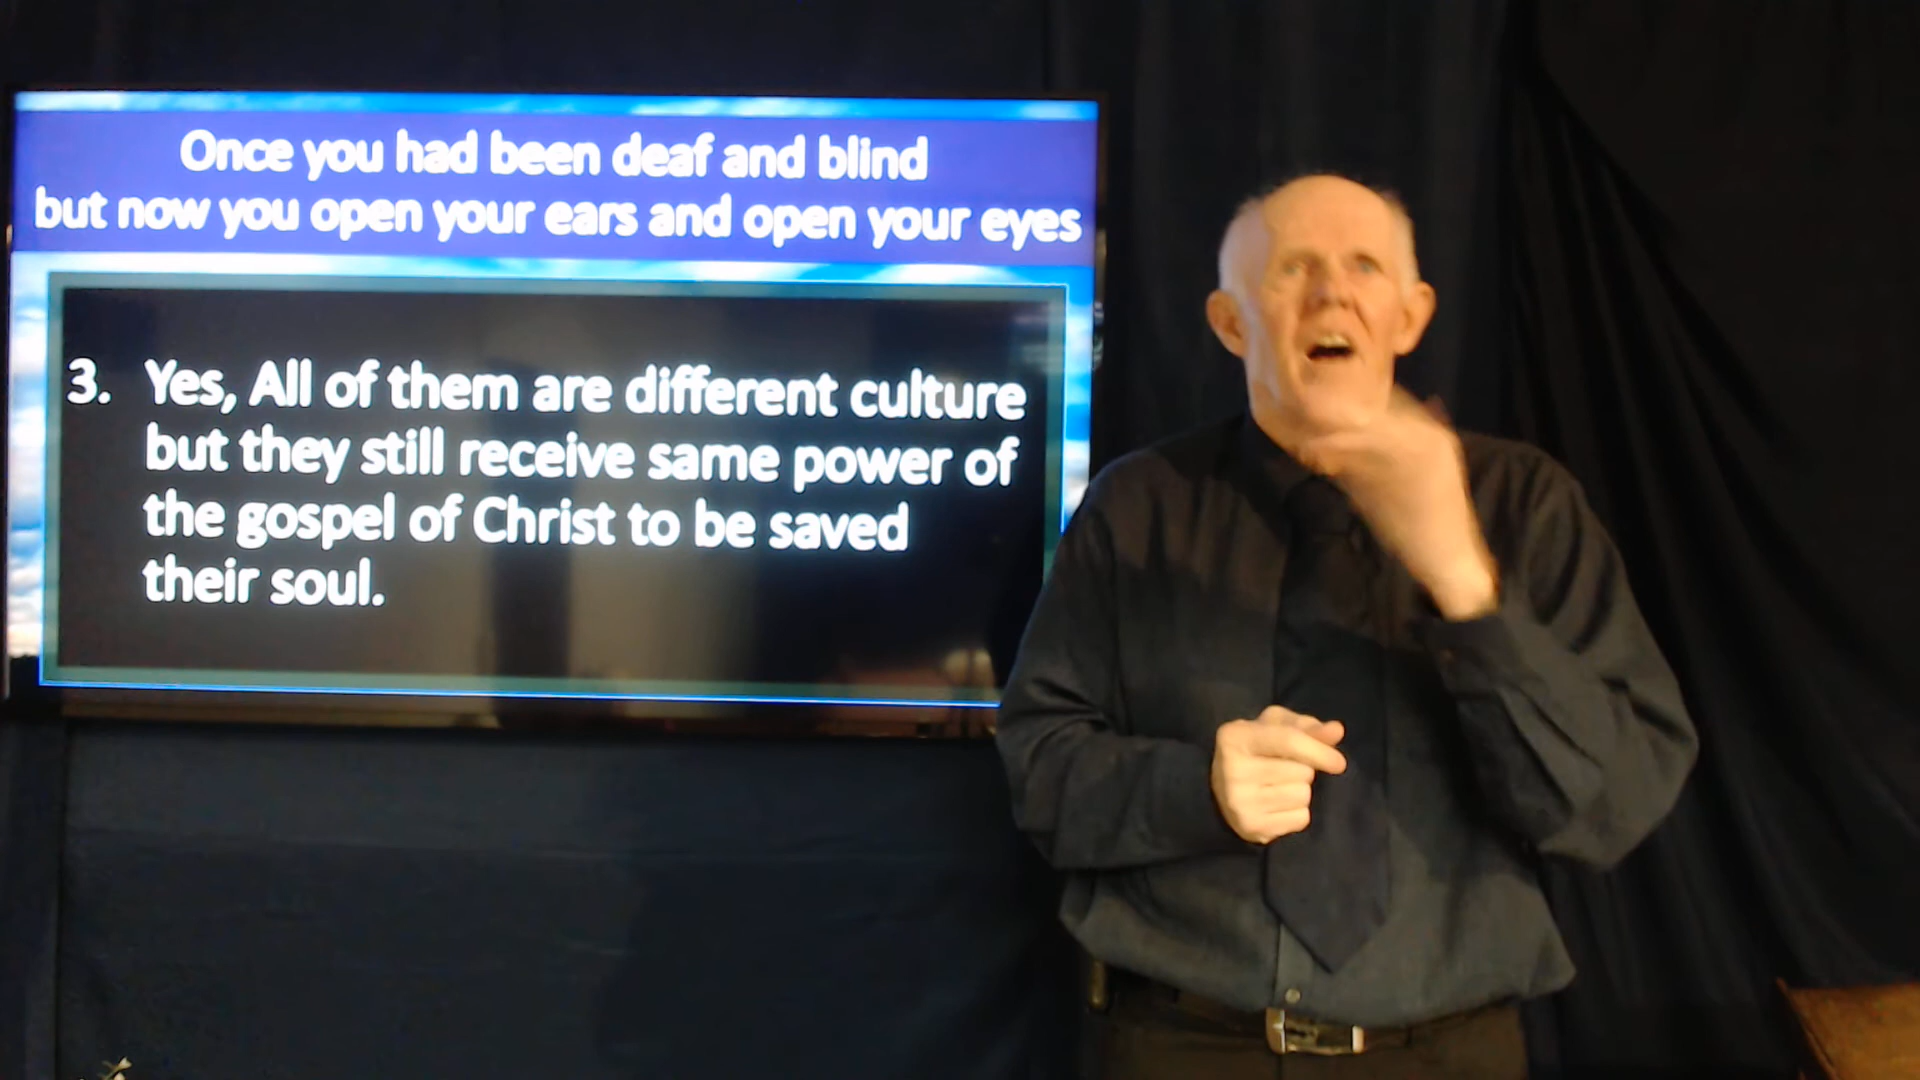 Once you had been deaf and blind
but now you open your ears and open your eyes
3. Yes, All of them are different culture
but they still receive same power of
the gospel of Christ to be saved
their soul.